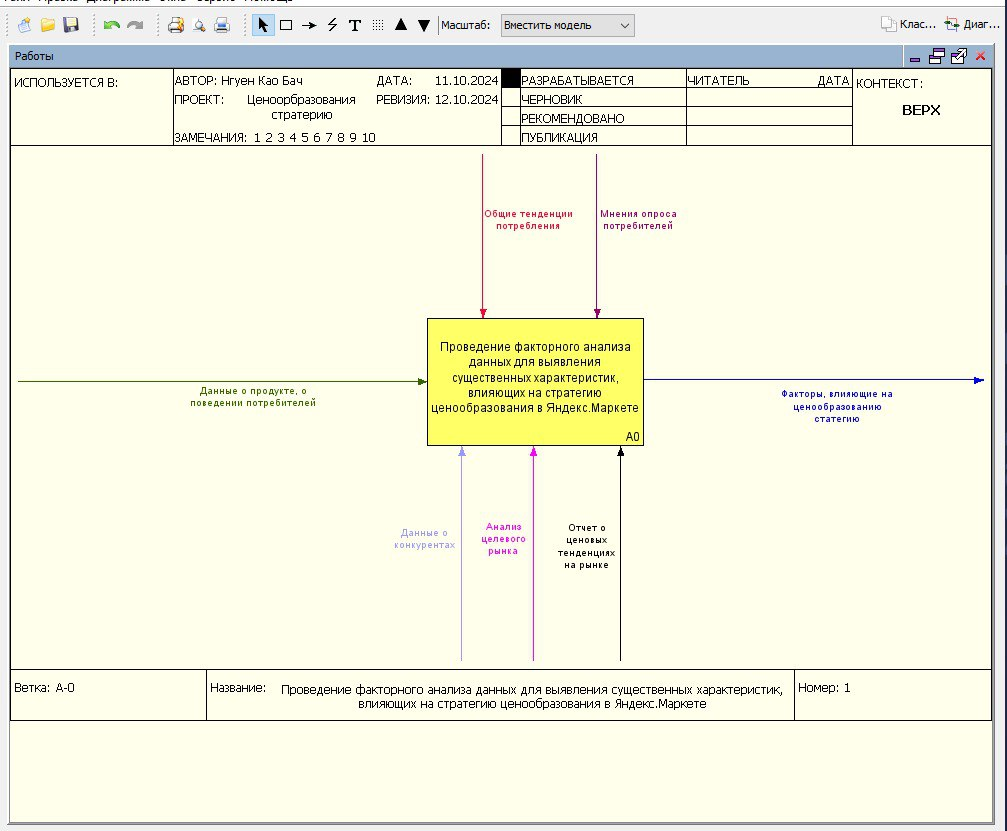 Масштаб: Вместить модель Клас... Диаг...
Работы
ИСПОЛЬЗУЕТСЯ В:
АВТОР: Нгуен Као Бач ДАТА: 11.10.2024
ПРОЕКТ: Ценоорбразования РЕВИЗИЯ: 12.10.2024
стратерию
ЗАМЕЧАНИЯ: 1 2 3 4 5 6 7 8 9 10
РАЗРАБАТЫВАЕТСЯ
ЧЕРНОВИК
РЕКОМЕНДОВАНО
ПУБЛИКАЦИЯ
ЧИТАТЕЛЬ ДАТА
КОНТЕКСТ:
ВЕРХ
Общие тенденции
потребления
Мнения опроса
потребителей
Проведение факторного анализа
данных для выявления
существенных характеристик,
влияющих на стратегию
ценообразования в Яндекс.Маркете
A0
Данные о продукте, о
поведении потребителей
Факторы, влияющие на
ценообразованию
статегию
Данные о
конкурентах
Анализ
целевого
рынка
Отчет о
ценовых
тенденциях
на рынке
Ветка: A-0
Название: Проведение факторного анализа данных для выявления существенных характеристик,
влияющих на стратегию ценообразования в Яндекс.Маркете
Номер: 1